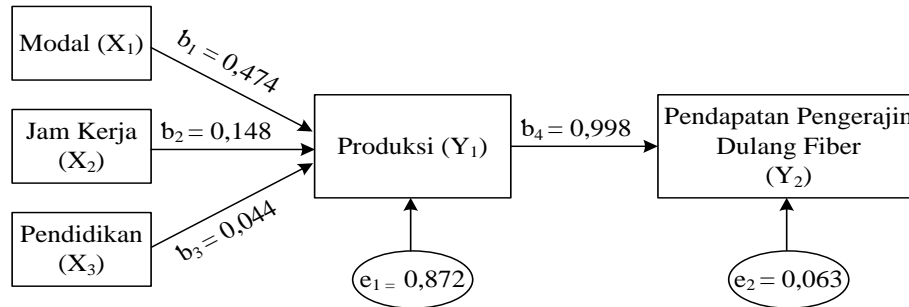 Modal (X₁)
b₁ = 0,474
Jam Kerja
(X₂)
b₂ = 0,148
Pendidikan
(X₃)
b₃ = 0,044
Produksi (Y₁)
b₄ = 0,998
Pendapatan Pengerajin
Dulang Fiber
(Y₂)
e₁ = 0,872
e₂ = 0,063